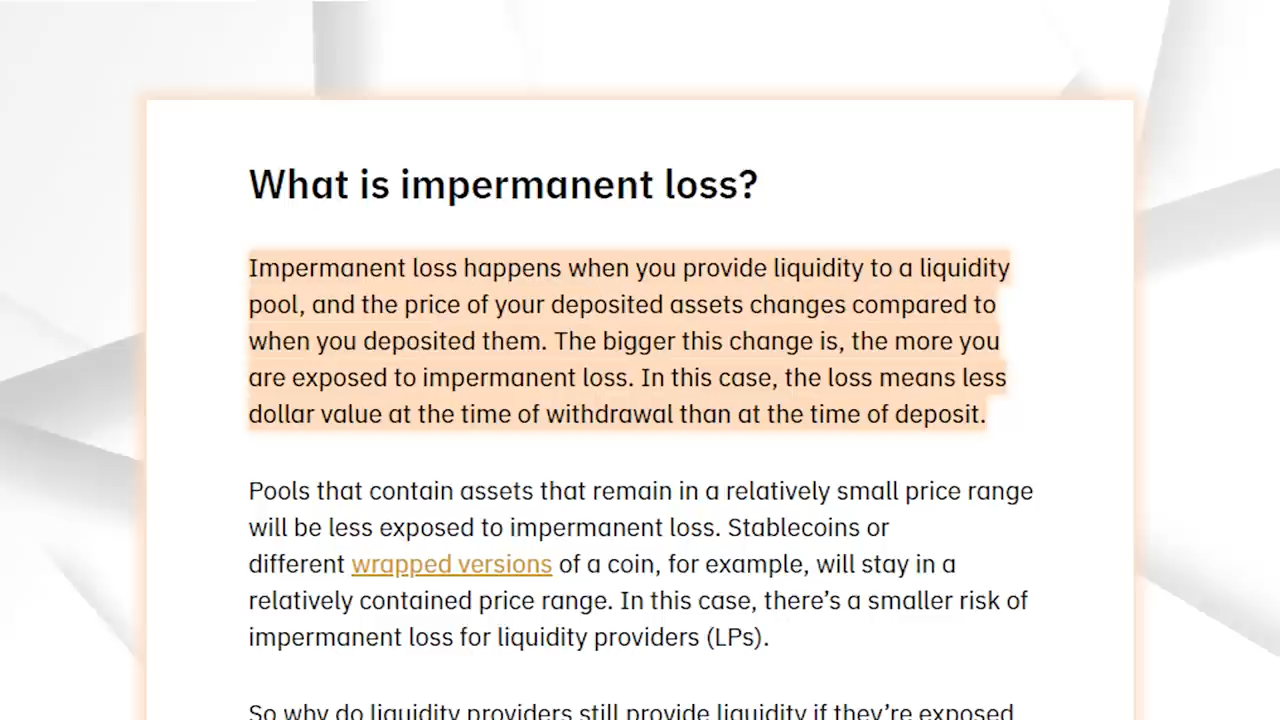 What is impermanent loss?
Impermanent loss happens when you provide liquidity to a liquidity
pool, and the price of your deposited assets changes compared to
when you deposited them. The bigger this change is, the more you
are exposed to impermanent loss. In this case, the loss means less
dollar value at the time of withdrawal than at the time of deposit.
Pools that contain assets that remain in a relatively small price range
will be less exposed to impermanent loss. Stablecoins or
different wrapped versions of a coin, for example, will stay in a
relatively contained price range. In this case, there’s a smaller risk of
impermanent loss for liquidity providers (LPs).
So why do liquidity providers still provide liquidity if they’re exposed